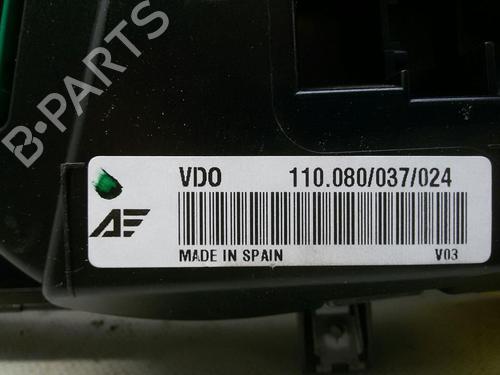 B-PARTS
VDO 110.080/037/024
AE
MADE IN SPAIN V03